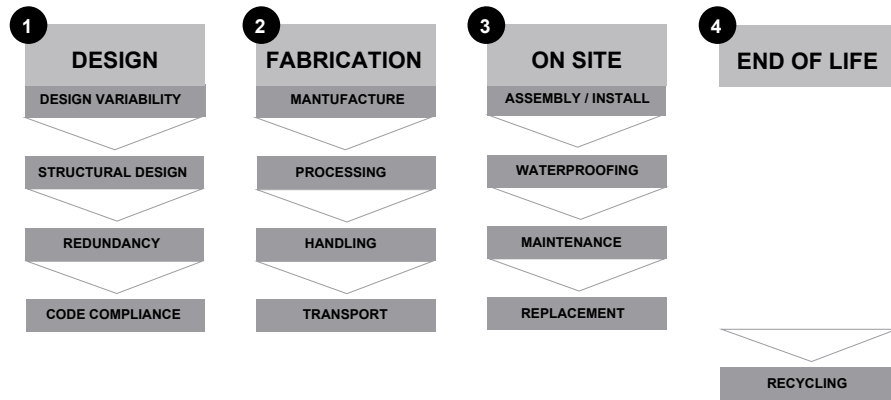 1
DESIGN
DESIGN VARIABILITY
STRUCTURAL DESIGN
REDUNDANCY
CODE COMPLIANCE
2
FABRICATION
MANTUFACTURE
PROCESSING
HANDLING
TRANSPORT
3
ON SITE
ASSEMBLY / INSTALL
WATERPROOFING
MAINTENANCE
REPLACEMENT
4
END OF LIFE
RECYCLING